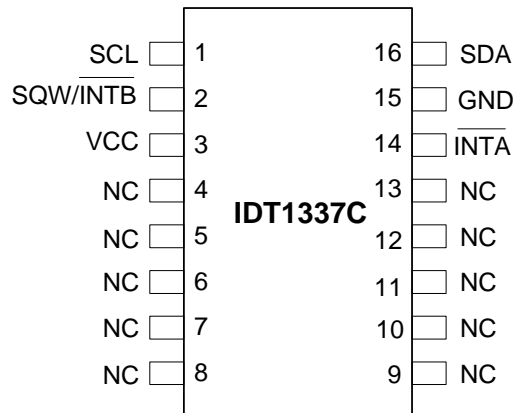 SCL 1 16 SDA
SQW/INTB 2 15 GND
VCC 3 14 INTA
NC 4 13 NC
IDT1337C
NC 5 12 NC
NC 6 11 NC
NC 7 10 NC
NC 8 9 NC